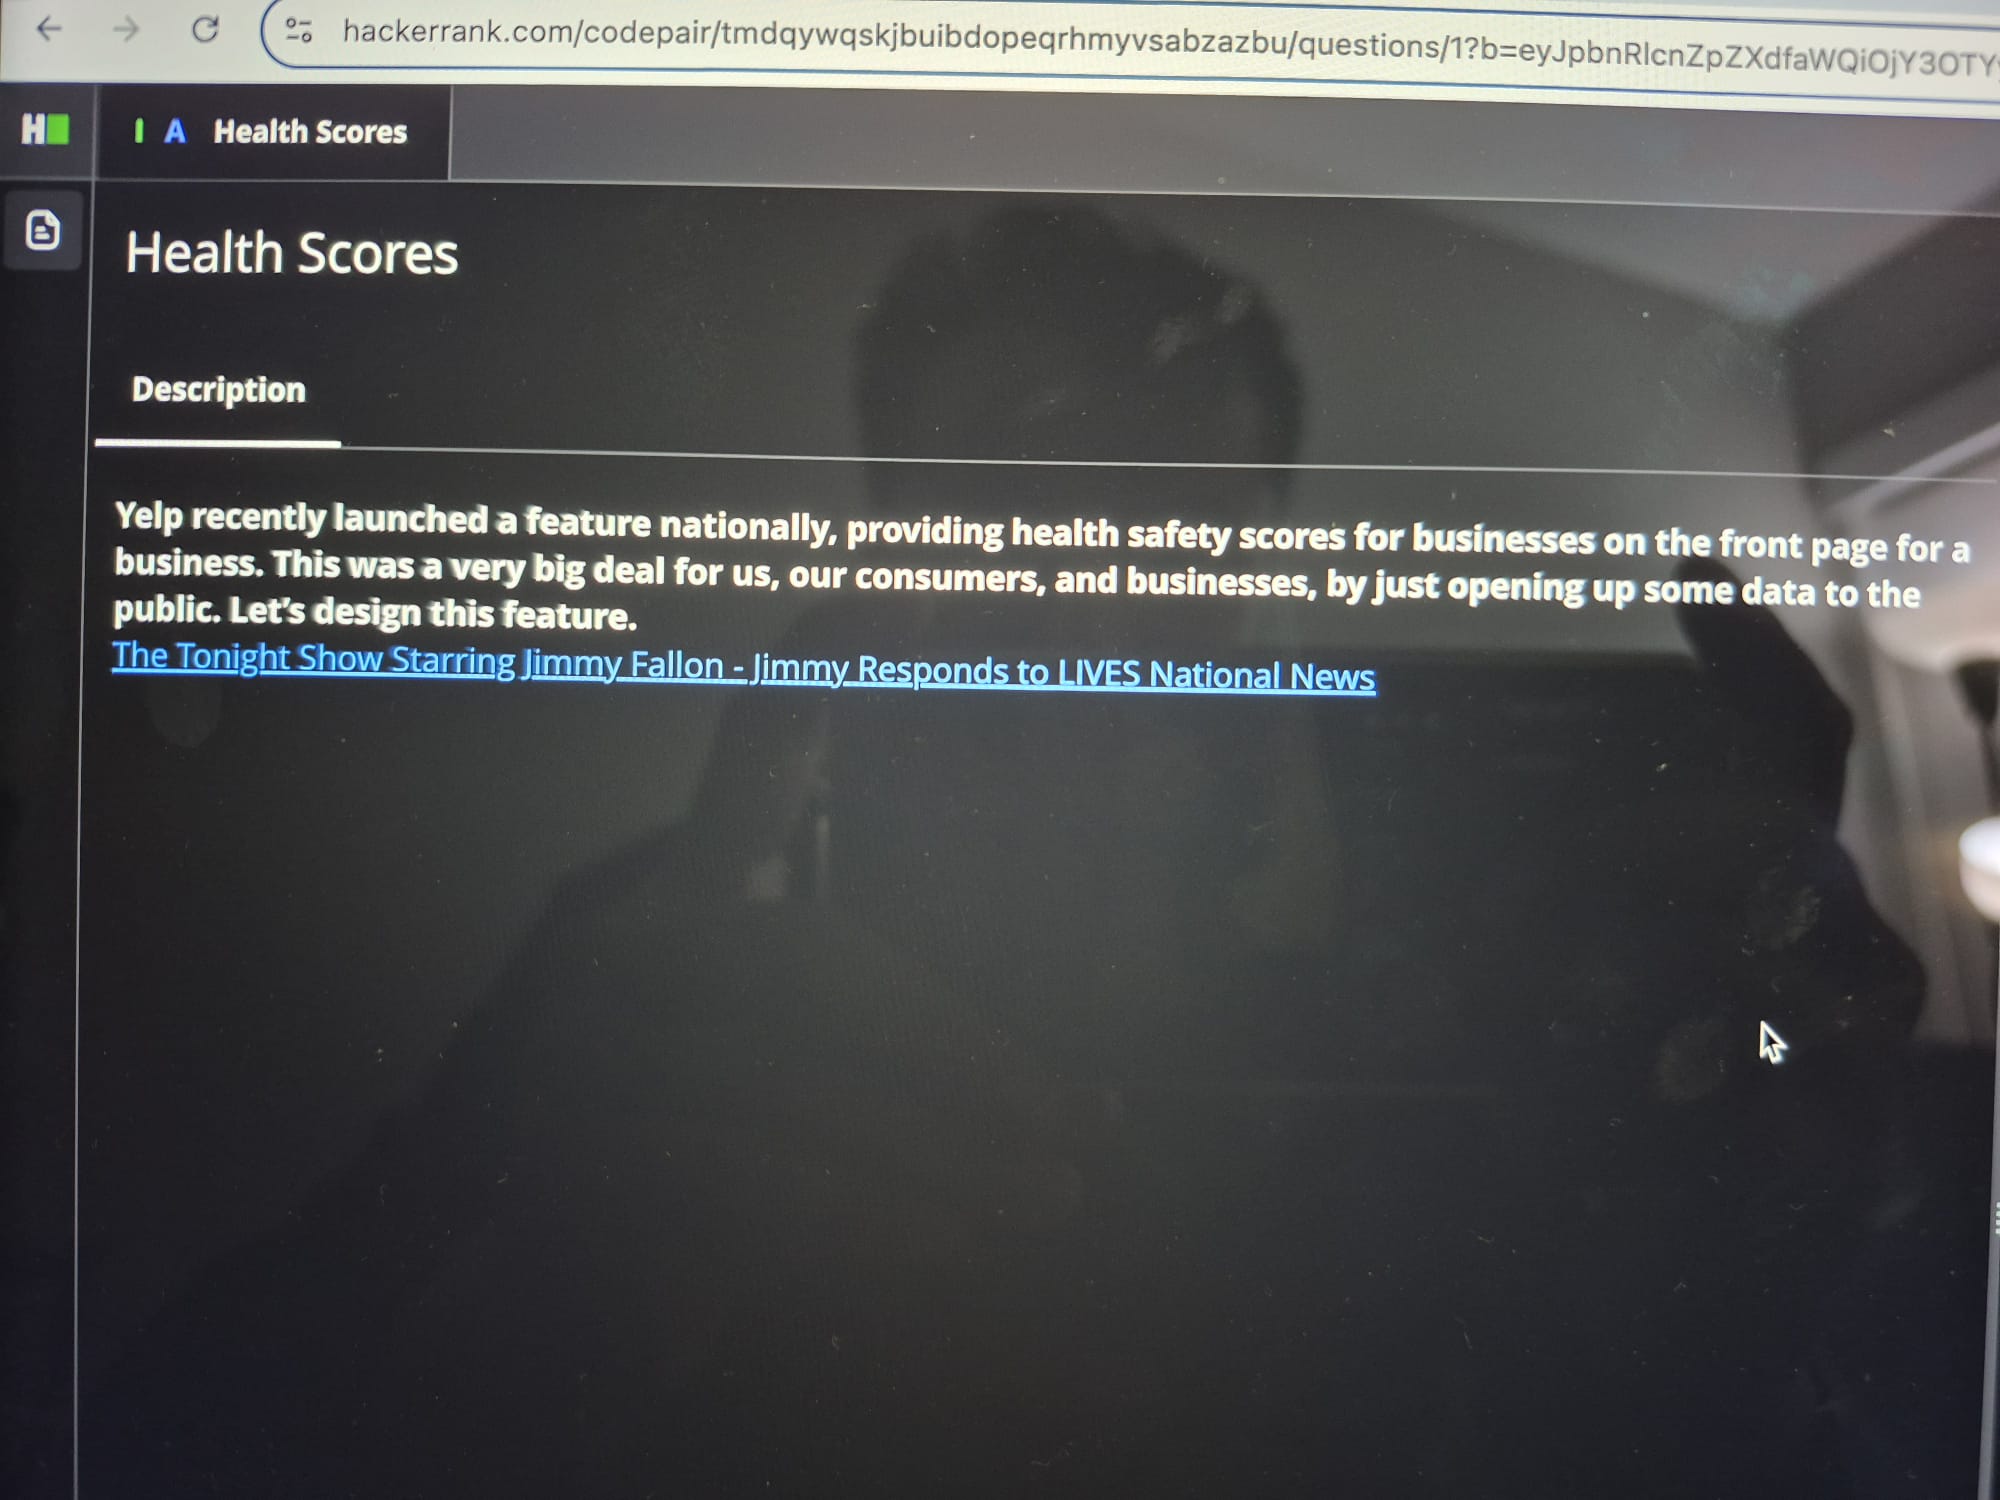 hackerrank.com/codepair/tmdqywqskjbuibdopeqrhmyvsabzazbu/questions/1?b=eyJpbnRlcnZpZXdfaWQiOjY3OTY
H
I A Health Scores
Health Scores
Description
Yelp recently launched a feature nationally, providing health safety scores for businesses on the front page for a
business. This was a very big deal for us, our consumers, and businesses, by just opening up some data to the
public. Let's design this feature.
The Tonight Show Starring Jimmy Fallon - Jimmy Responds to LIVES National News